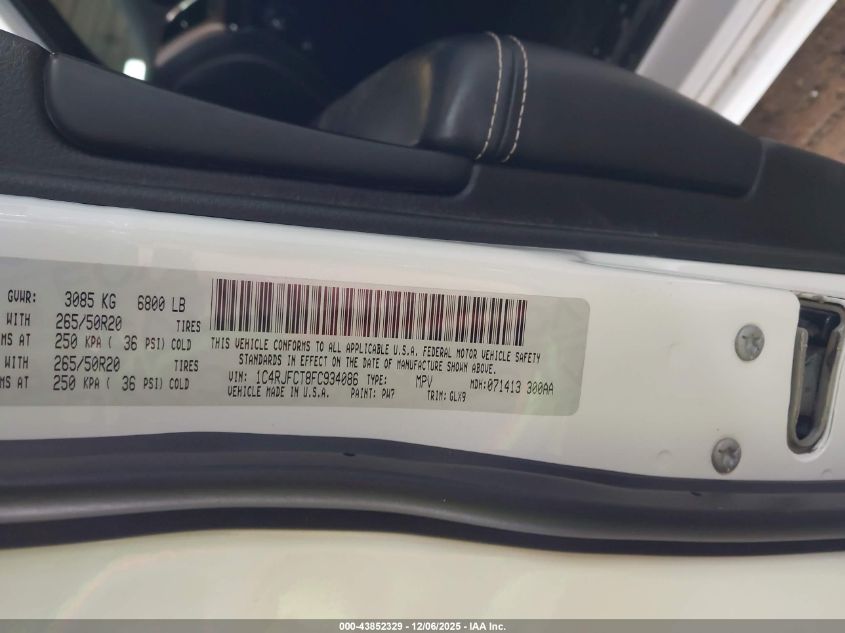 GVWR: 3085 KG 6800 LB
WITH 265/50R20 TIRES
MS AT 250 KPA ( 36 PSI) COLD
WITH 265/50R20 TIRES
MS AT 250 KPA ( 36 PSI) COLD
THIS VEHICLE CONFORMS TO ALL APPLICABLE U.S.A. FEDERAL MOTOR VEHICLE SAFETY
STANDARDS IN EFFECT ON THE DATE OF MANUFACTURE SHOWN ABOVE.
VIN: 1C4RJFCT8FC934086 TYPE: MPV MDH:071413 300AA
VEHICLE MADE IN U.S.A. PAINT: PW7 TRIM: GLX9
000-43852329 - 12/06/2025 - IAA Inc.